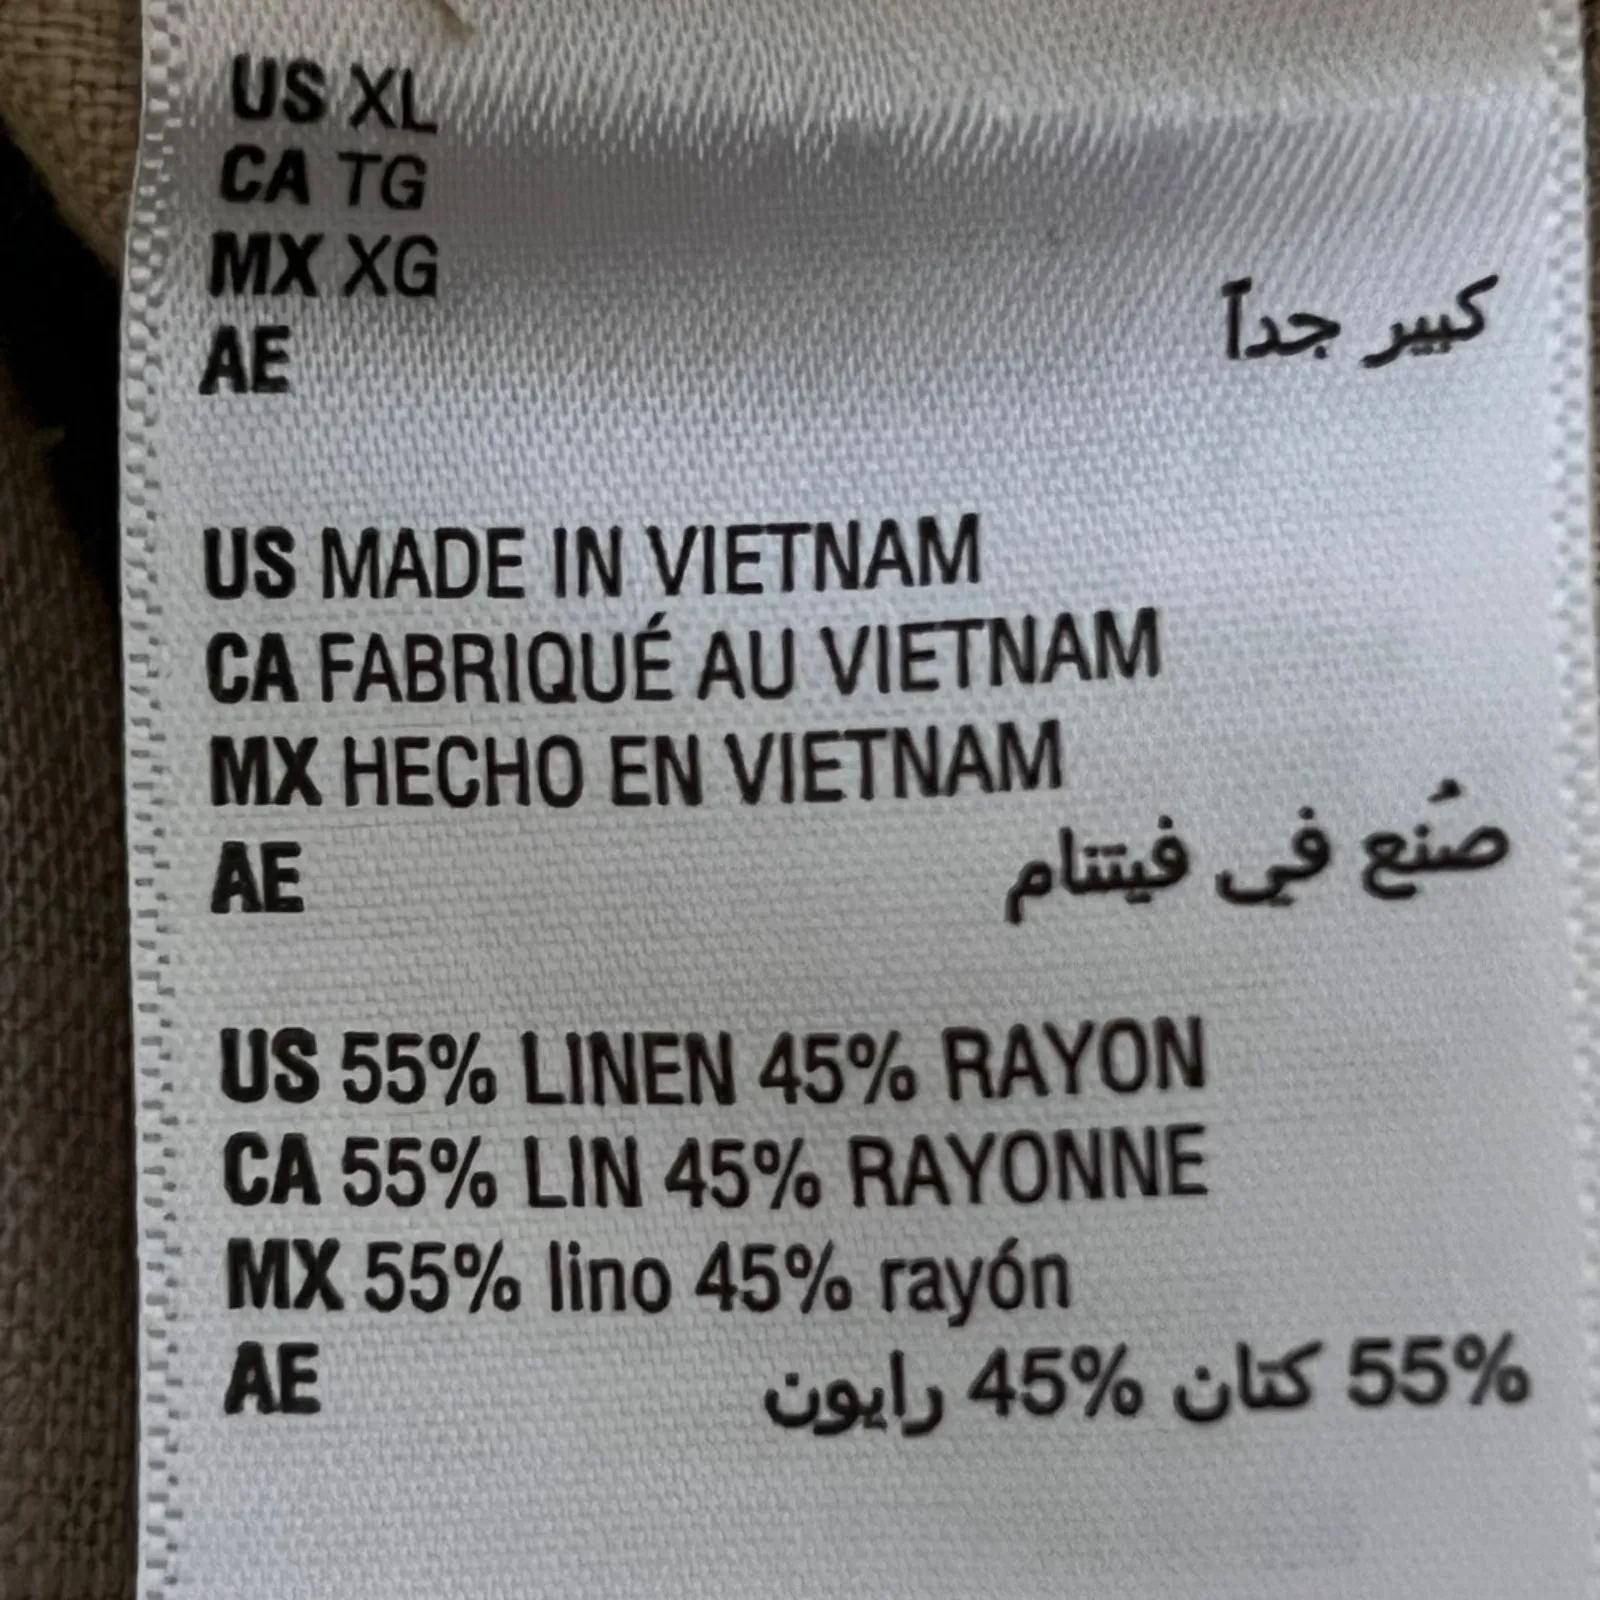 US XL
CA TG
MX XG
AE كبير جداً
US MADE IN VIETNAM
CA FABRIQUÉ AU VIETNAM
MX HECHO EN VIETNAM
AE صُنع في فيتنام
US 55% LINEN 45% RAYON
CA 55% LIN 45% RAYONNE
MX 55% lino 45% rayón
AE 55% كتان 45% رايون